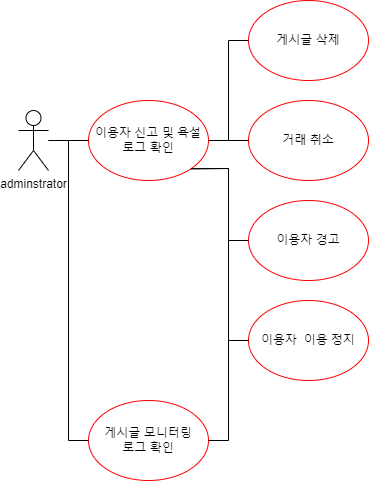 게시글 삭제
이용자 신고 및 욕설
로그 확인
거래 취소
adminstrator
이용자 경고
이용자  이용 정지
게시글 모니터링
로그 확인